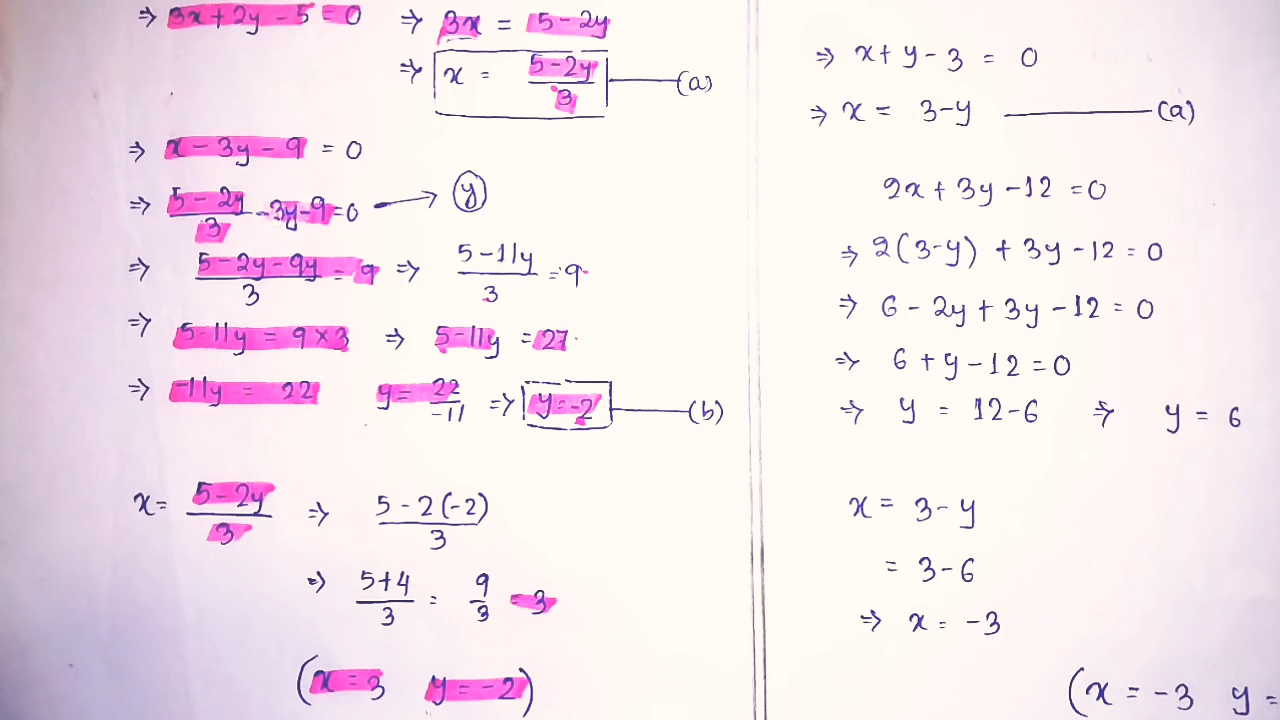 ⇒ 3x + 2y - 5 = 0 ⇒ 3x = 5 - 2y
⇒ x = (5 - 2y)/3 —— (a)
⇒ x - 3y - 9 = 0
⇒ (5 - 2y)/3 - 3y - 9 = 0 → y
⇒ (5 - 2y - 9y)/3 = 9 ⇒ (5 - 11y)/3 = 9
⇒ 5 - 11y = 9 × 3 ⇒ 5 - 11y = 27
⇒ -11y = 22 y = 22/-11 ⇒ y = -2 —— (b)
x = (5 - 2y)/3 ⇒ (5 - 2(-2))/3
⇒ (5 + 4)/3 = 9/3 = 3
(x = 3 y = -2)
⇒ x + y - 3 = 0
⇒ x = 3 - y —— (a)
2x + 3y - 12 = 0
⇒ 2(3 - y) + 3y - 12 = 0
⇒ 6 - 2y + 3y - 12 = 0
⇒ 6 + y - 12 = 0
⇒ y = 12 - 6 ⇒ y = 6
x = 3 - y
= 3 - 6
⇒ x = -3
(x = -3 y =